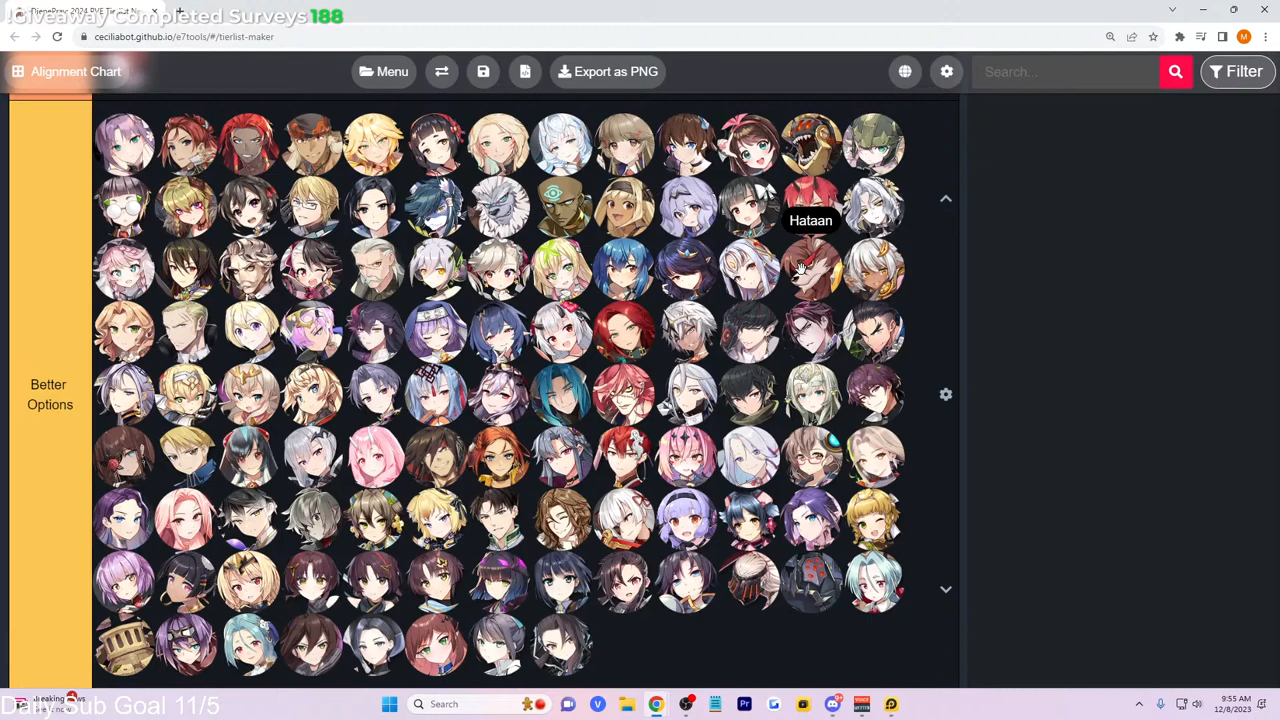 !Giveaway Completed Surveys 188
ceciliabot.github.io/e7tools/#/tierlist-maker
Alignment Chart
Menu
Export as PNG
Search...
Filter
Hataan
Better
Options
Daily Sub Goal 11/5
Search
9:55 AM
12/8/2023